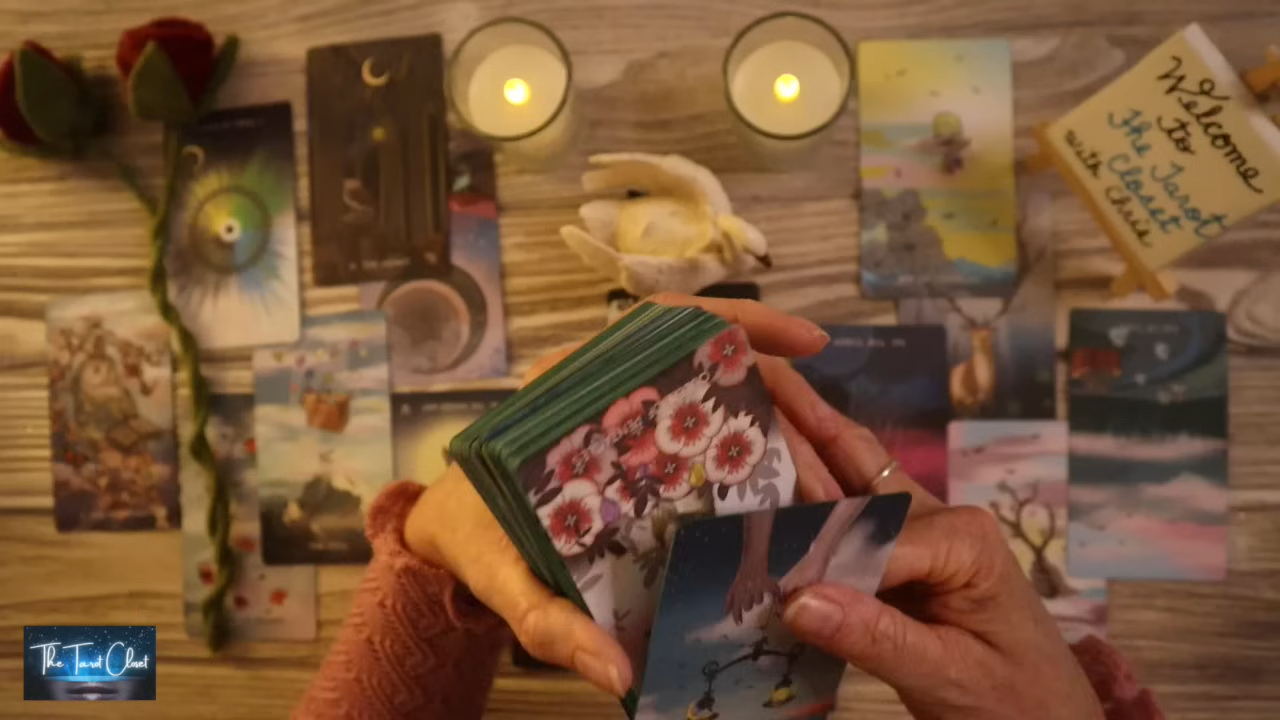 Welcome
To
The Tarot
Closet
with Chris
The Tarot Closet